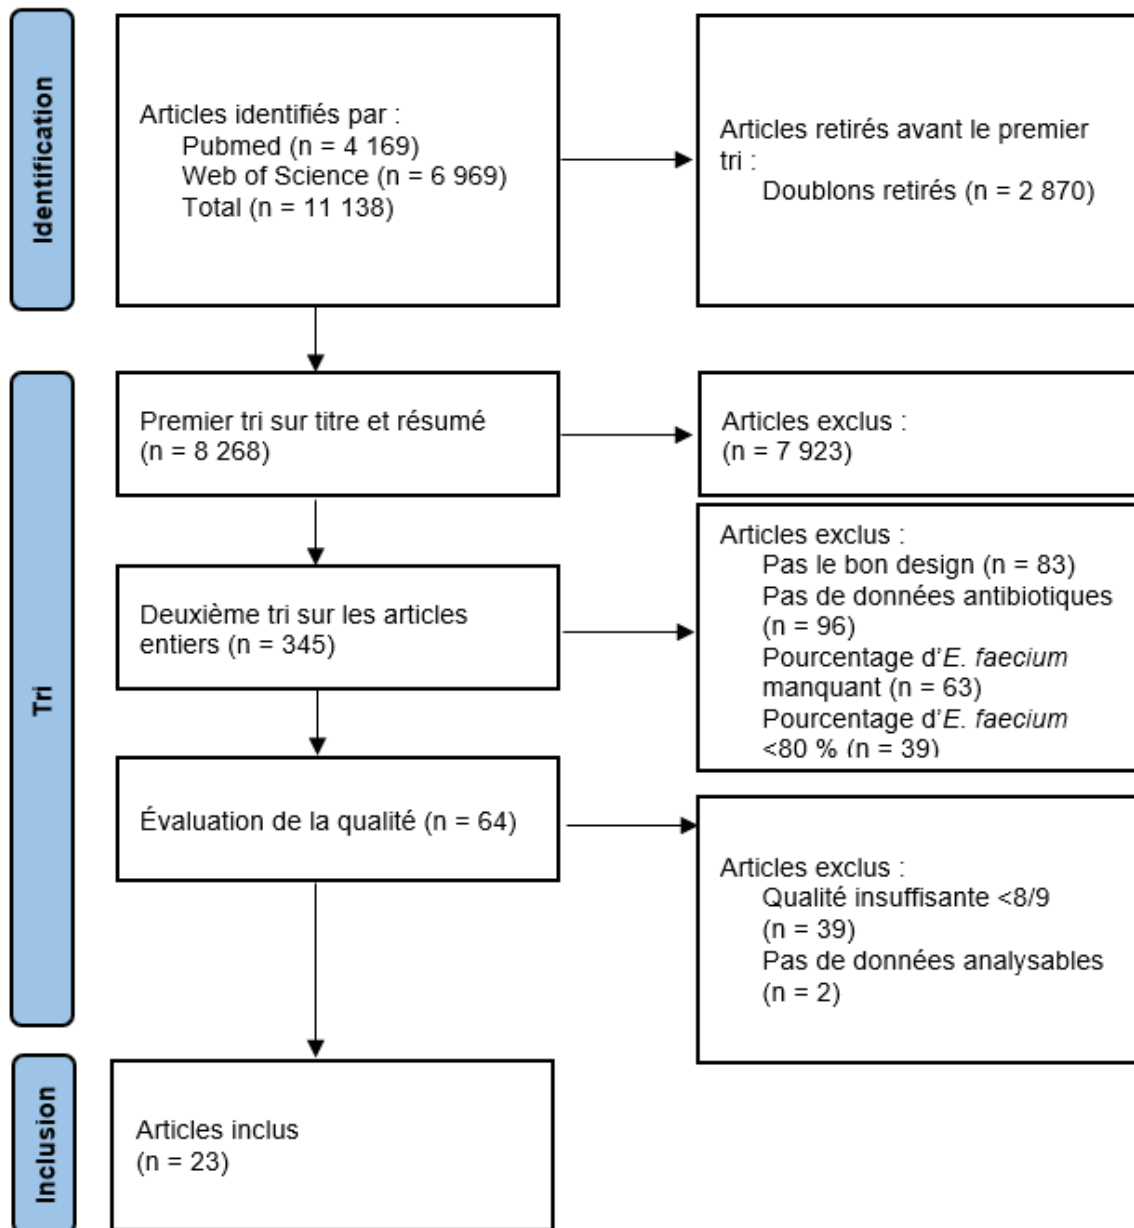 Identification
Articles identifiés par :
Pubmed (n = 4 169)
Web of Science (n = 6 969)
Total (n = 11 138)
Articles retirés avant le premier
tri :
Doublons retirés (n = 2 870)
Tri
Premier tri sur titre et résumé
(n = 8 268)
Articles exclus :
(n = 7 923)
Deuxième tri sur les articles
entiers (n = 345)
Articles exclus :
Pas le bon design (n = 83)
Pas de données antibiotiques
(n = 96)
Pourcentage d'E. faecium
manquant (n = 63)
Pourcentage d'E. faecium
<80 % (n = 39)
Évaluation de la qualité (n = 64)
Articles exclus :
Qualité insuffisante <8/9
(n = 39)
Pas de données analysables
(n = 2)
Inclusion
Articles inclus
(n = 23)